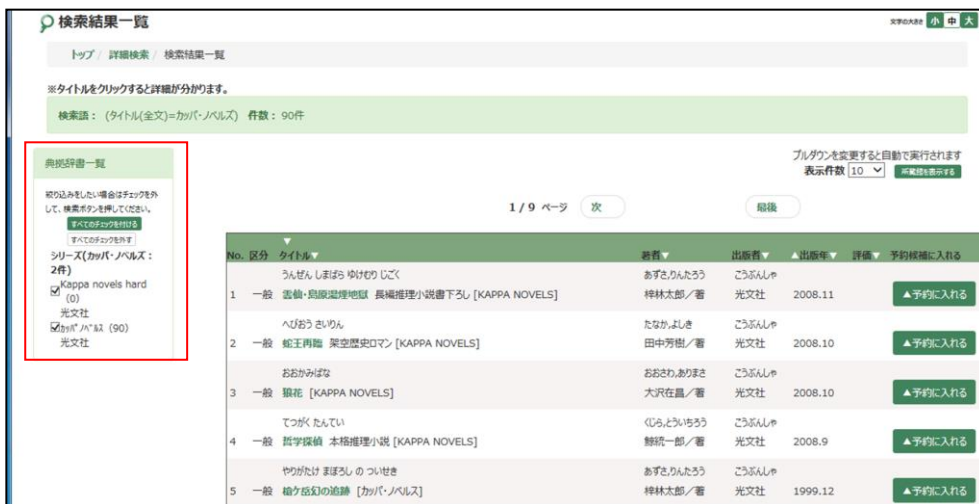 検索結果一覧
文字の大きさ 小 中 大
トップ / 詳細検索 / 検索結果一覧
※タイトルをクリックすると詳細が分かります。
検索語： (タイトル(全文)=カッパ・ノベルズ) 件数： 90件
典拠辞書一覧
絞り込みをしたい場合はチェックを外
して、検索ボタンを押してください。
すべてのチェックを付ける
すべてのチェックを外す
シリーズ(カッパ・ノベルズ：
2件)
Kappa novels hard
(0)
光文社
カッパ ノベルス (90)
光文社
プルダウンを変更すると自動で実行されます
表示件数 10 所蔵館を表示する
1 / 9 ページ 次 最後
▼
No. 区分 タイトル▼ 著者▼ 出版者▼ ▲出版年▼ 評価▼ 予約候補に入れる
うんぜん しまばら ゆけむり じごく あずさ,りんたろう こうぶんしゃ
1 一般 雲仙・島原湯煙地獄 長編推理小説書下ろし [KAPPA NOVELS] 梓林太郎／著 光文社 2008.11 ▲予約に入れる
へびおう さいりん たなか,よしき こうぶんしゃ
2 一般 蛇王再臨 架空歴史ロマン [KAPPA NOVELS] 田中芳樹／著 光文社 2008.10 ▲予約に入れる
おおかみばな おおさわ,ありまさ こうぶんしゃ
3 一般 狼花 [KAPPA NOVELS] 大沢在昌／著 光文社 2008.10 ▲予約に入れる
てつがく たんてい くじら,とういちろう こうぶんしゃ
4 一般 哲学探偵 本格推理小説 [KAPPA NOVELS] 鯨統一郎／著 光文社 2008.9 ▲予約に入れる
やりがたけ まぼろし の ついせき あずさ,りんたろう こうぶんしゃ
5 一般 槍ケ岳幻の追跡 [カッパ・ノベルス] 梓林太郎／著 光文社 1999.12 ▲予約に入れる